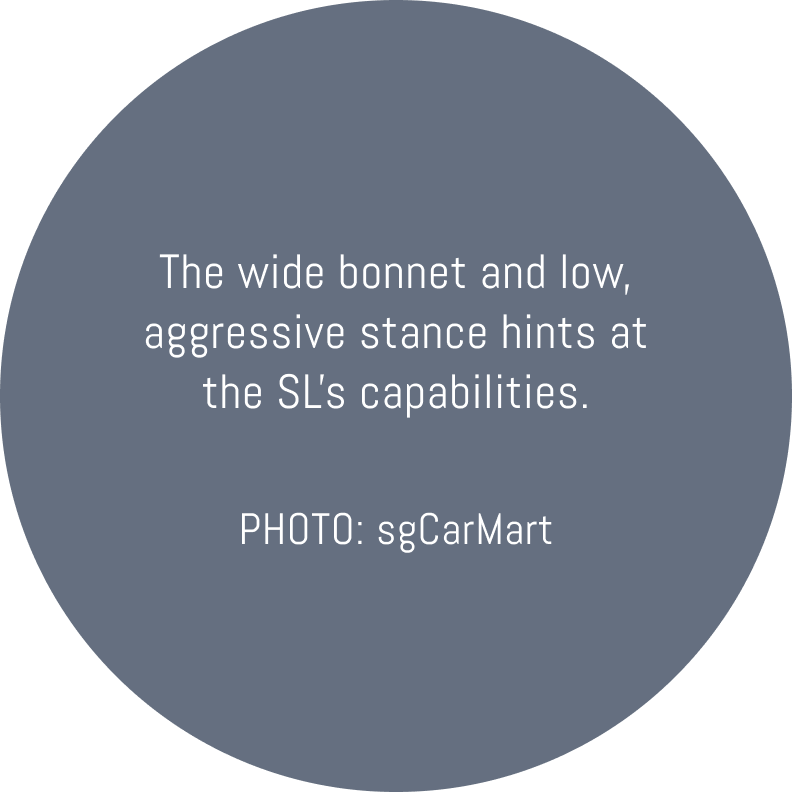 The wide bonnet and low,
aggressive stance hints at
the SL's capabilities.
PHOTO: sgCarMart